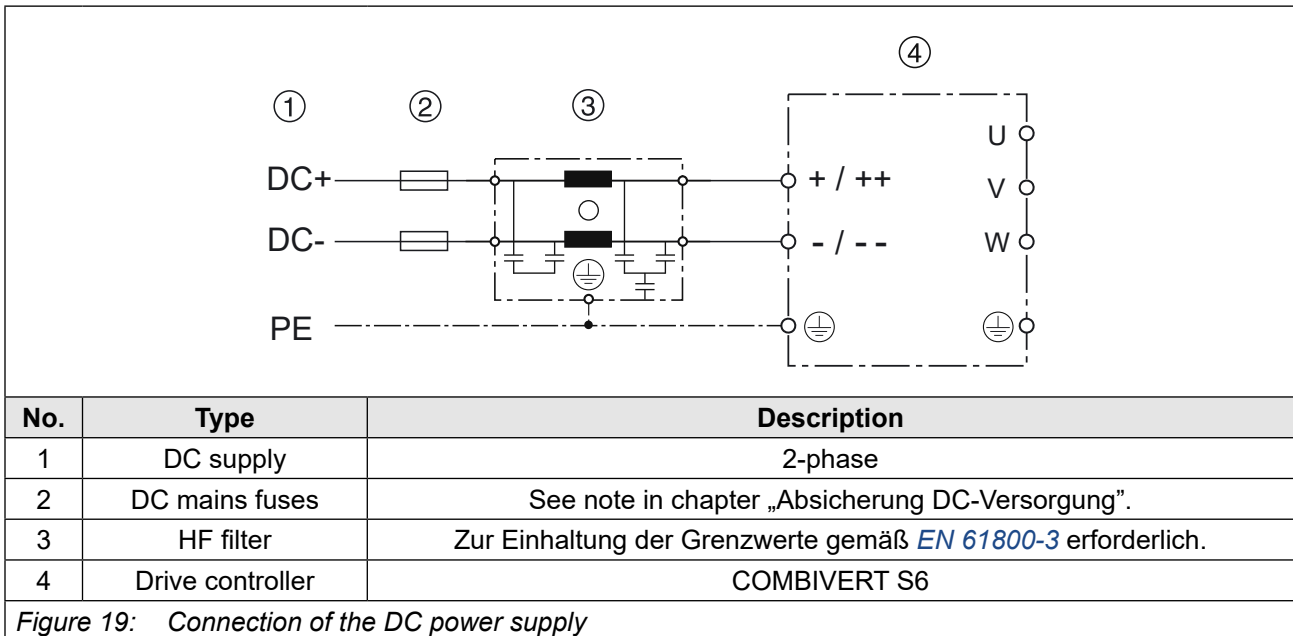 ④
① ② ③
U
DC+ + / ++ V
DC- - / - - W
PE
No. Type Description
1 DC supply 2-phase
2 DC mains fuses See note in chapter „Absicherung DC-Versorgung”.
3 HF filter Zur Einhaltung der Grenzwerte gemäß EN 61800-3 erforderlich.
4 Drive controller COMBIVERT S6
Figure 19: Connection of the DC power supply